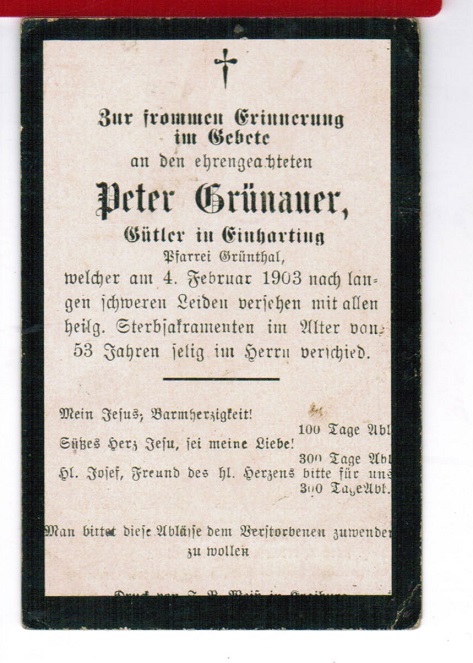 Zur frommen Erinnerung
im Gebete
an den ehrengeachteten
Peter Grünauer,
Gütler in Einharting
Pfarrei Grünthal,
welcher am 4. Februar 1903 nach lan-
gen schweren Leiden versehen mit allen
heilg. Sterbsakramenten im Alter von
53 Jahren selig im Herrn verschied.
Mein Jesus, Barmherzigkeit!
100 Tage Abl
Süßes Herz Jesu, sei meine Liebe!
300 Tage Abl
Hl. Josef, Freund des hl. Herzens bitte für uns
300 Tage Abl.
Man bittet diese Ablässe dem Verstorbenen zuwenden
zu wollen
Druck von J. B. in